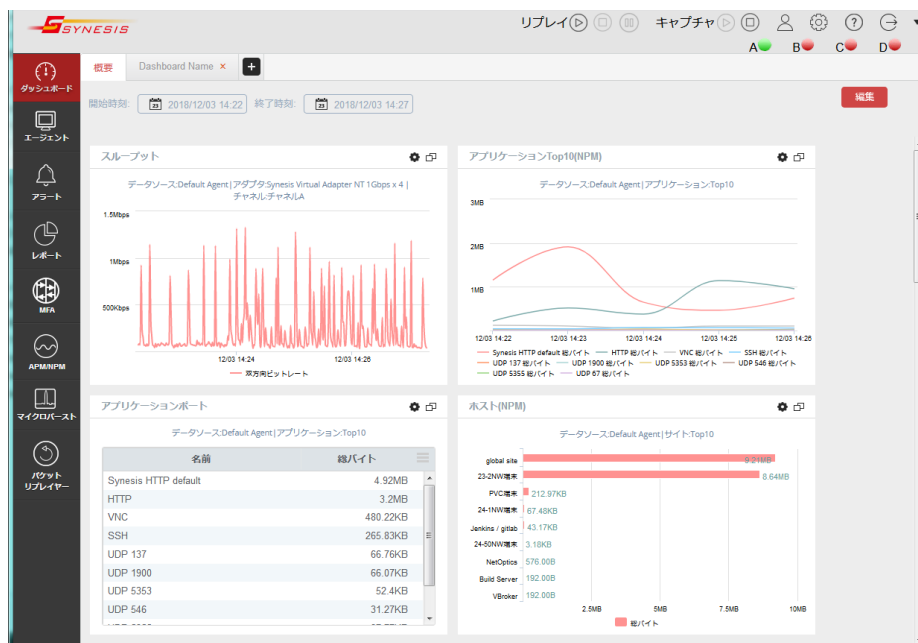 SYNESIS
リプレイ キャプチャ
A B C D
ダッシュボード
エージェント
アラート
レポート
MFA
APM/NPM
マイクロバースト
パケット
リプレイヤー
概要 Dashboard Name × +
開始時刻: 23 2018/12/03 14:22 終了時刻: 23 2018/12/03 14:27
編集
スループット
データソース:Default Agent|アダプタ:Synesis Virtual Adapter NT 1Gbps x 4 |
チャネル:チャネルA
1.5Mbps
1Mbps
500Kbps
12/03 14:24 12/03 14:26
双方向ビットレート
アプリケーションTop10(NPM)
データソース:Default Agent|アプリケーション:Top10
3MB
2MB
1MB
12/03 14:22 12/03 14:23 12/03 14:24 12/03 14:25 12/03 14:26
Synesis HTTP default 総バイト HTTP 総バイト VNC 総バイト SSH 総バイト
UDP 137 総バイト UDP 1900 総バイト UDP 5353 総バイト UDP 546 総バイト
UDP 5355 総バイト UDP 67 総バイト
アプリケーションポート
データソース:Default Agent|アプリケーション:Top10
名前 総バイト
Synesis HTTP default 4.92MB
HTTP 3.2MB
VNC 480.22KB
SSH 265.83KB
UDP 137 66.76KB
UDP 1900 66.07KB
UDP 5353 52.4KB
UDP 546 31.27KB
ホスト(NPM)
データソース:Default Agent|サイト:Top10
global site 9.21MB
23-2NW端末 8.64MB
PVC端末 212.97KB
24-1NW端末 67.48KB
Jenkins / gitlab 43.17KB
24-50NW端末 3.18KB
NetOptics 576.00B
Build Server 192.00B
VBroker 192.00B
2.5MB 5MB 7.5MB 10MB
総バイト